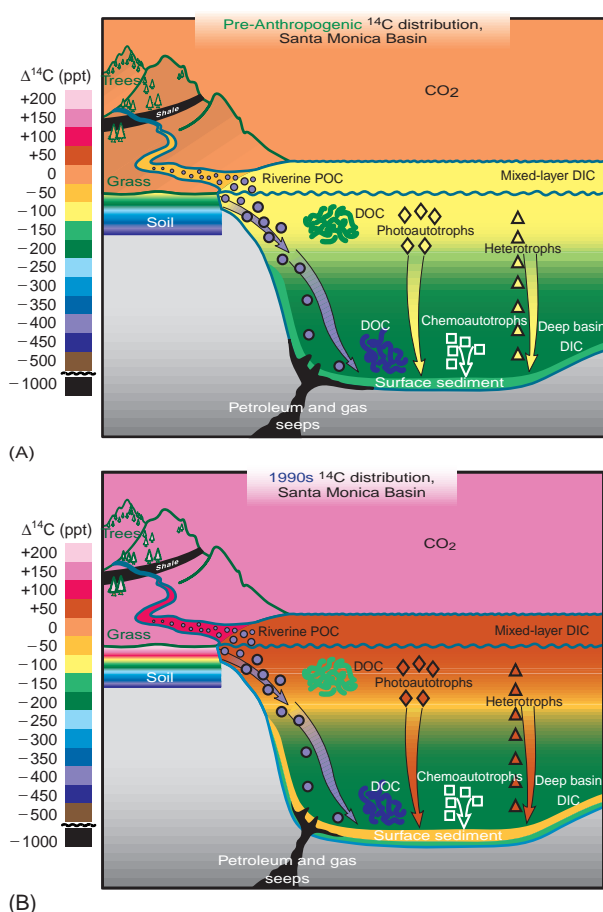 Pre-Anthropogenic ¹⁴C distribution,
Santa Monica Basin
Δ¹⁴C (ppt)
+200
+150
+100
+50
0
−50
−100
−150
−200
−250
−300
−350
−400
−450
−500
−1000
Trees
Shale
CO₂
Riverine POC
Mixed-layer DIC
Grass
Soil
DOC
Photoautotrophs
Heterotrophs
DOC
Chemoautotrophs
Deep basin
DIC
Surface sediment
Petroleum and gas
seeps
(A)
1990s ¹⁴C distribution,
Santa Monica Basin
Δ¹⁴C (ppt)
+200
+150
+100
+50
0
−50
−100
−150
−200
−250
−300
−350
−400
−450
−500
−1000
Trees
Shale
CO₂
Riverine POC
Mixed-layer DIC
Grass
Soil
DOC
Photoautotrophs
Heterotrophs
DOC
Chemoautotrophs
Deep basin
DIC
Surface sediment
Petroleum and gas
seeps
(B)